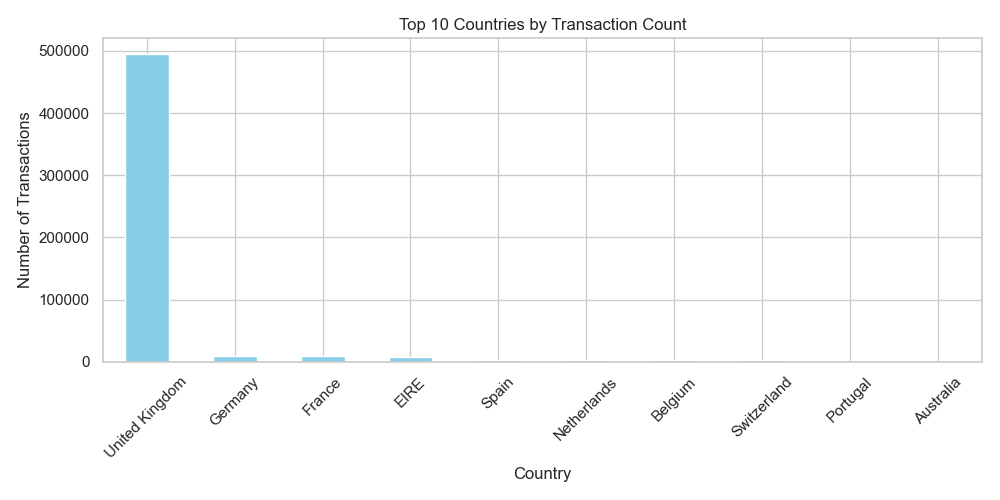 Top 10 Countries by Transaction Count
Number of Transactions
500000
400000
300000
200000
100000
0
United Kingdom
Germany
France
EIRE
Spain
Netherlands
Belgium
Switzerland
Portugal
Australia
Country